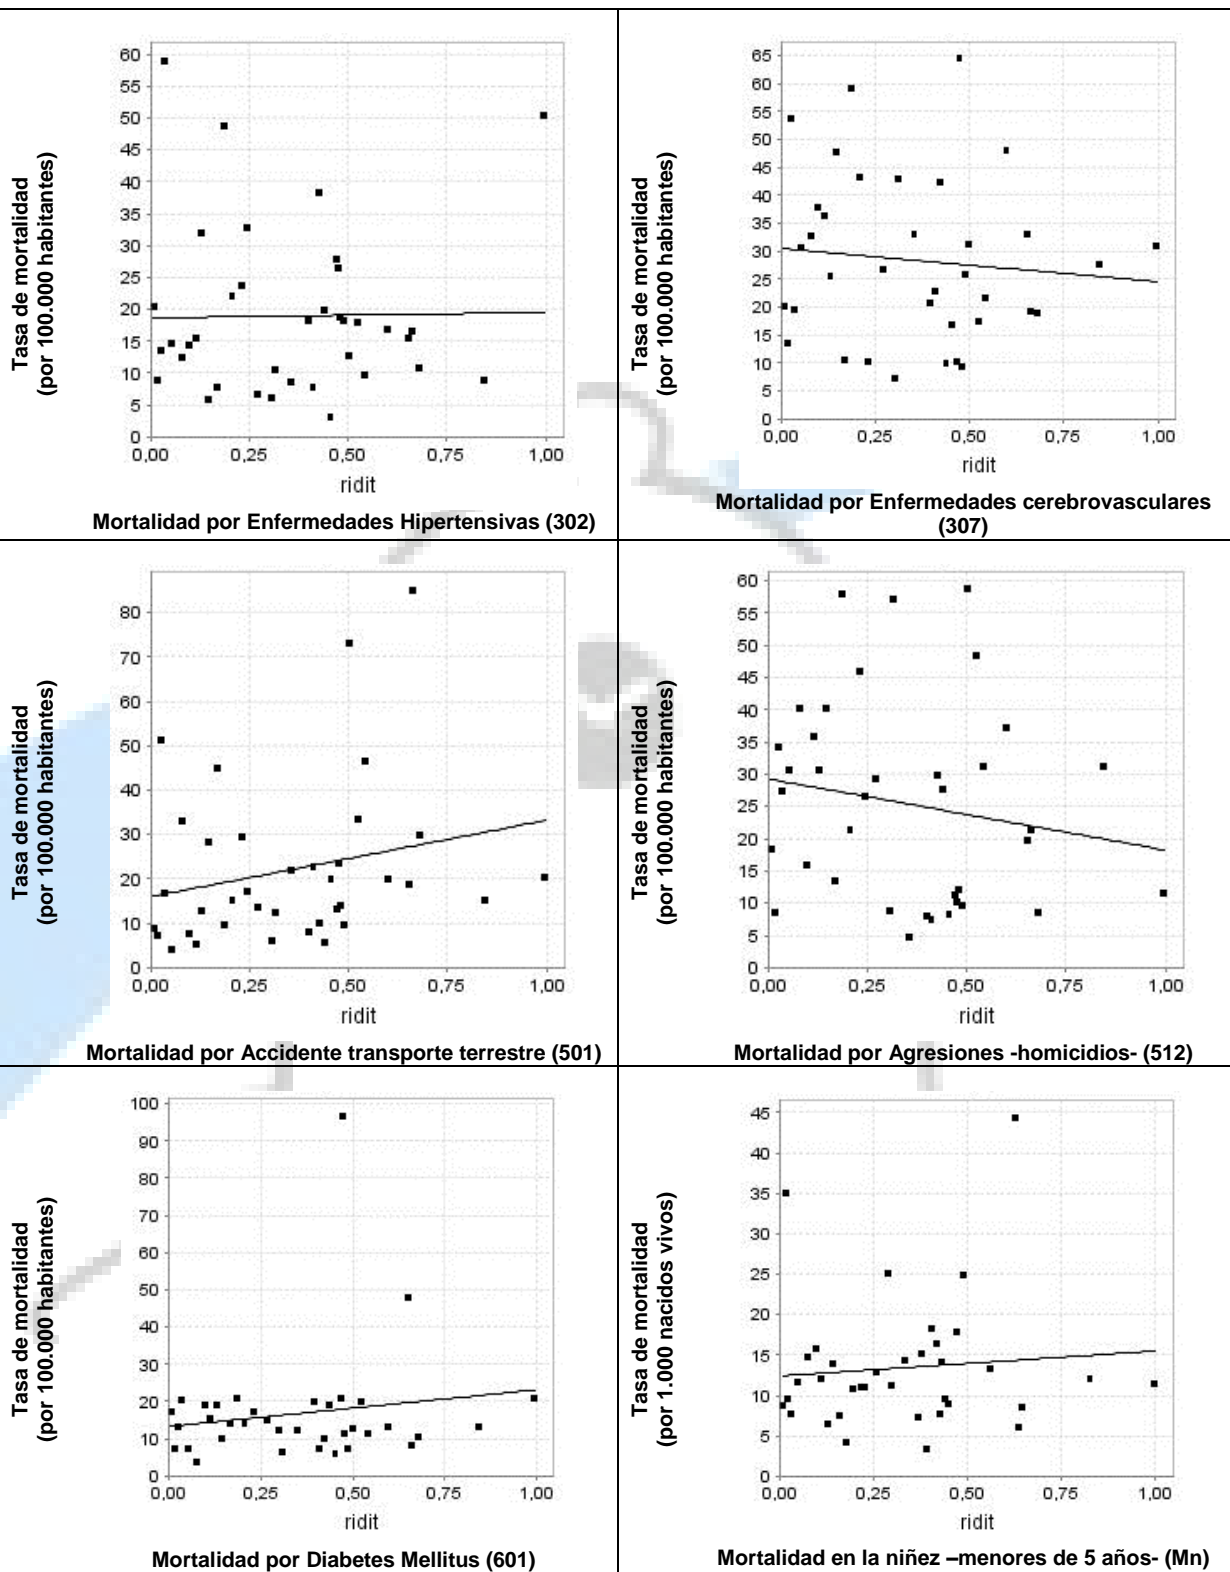 Tasa de mortalidad
(por 100.000 habitantes)
60
55
50
45
40
35
30
25
20
15
10
5
0
0,00 0,25 0,50 0,75 1,00
ridit
Mortalidad por Enfermedades Hipertensivas (302)
Tasa de mortalidad
(por 100.000 habitantes)
65
60
55
50
45
40
35
30
25
20
15
10
5
0
0,00 0,25 0,50 0,75 1,00
ridit
Mortalidad por Enfermedades cerebrovasculares
(307)
Tasa de mortalidad
(por 100.000 habitantes)
80
70
60
50
40
30
20
10
0
0,00 0,25 0,50 0,75 1,00
ridit
Mortalidad por Accidente transporte terrestre (501)
Tasa de mortalidad
(por 100.000 habitantes)
60
55
50
45
40
35
30
25
20
15
10
5
0
0,00 0,25 0,50 0,75 1,00
ridit
Mortalidad por Agresiones -homicidios- (512)
Tasa de mortalidad
(por 100.000 habitantes)
100
90
80
70
60
50
40
30
20
10
0
0,00 0,25 0,50 0,75 1,00
ridit
Mortalidad por Diabetes Mellitus (601)
Tasa de mortalidad
(por 1.000 nacidos vivos)
45
40
35
30
25
20
15
10
5
0
0,00 0,25 0,50 0,75 1,00
ridit
Mortalidad en la niñez –menores de 5 años- (Mn)